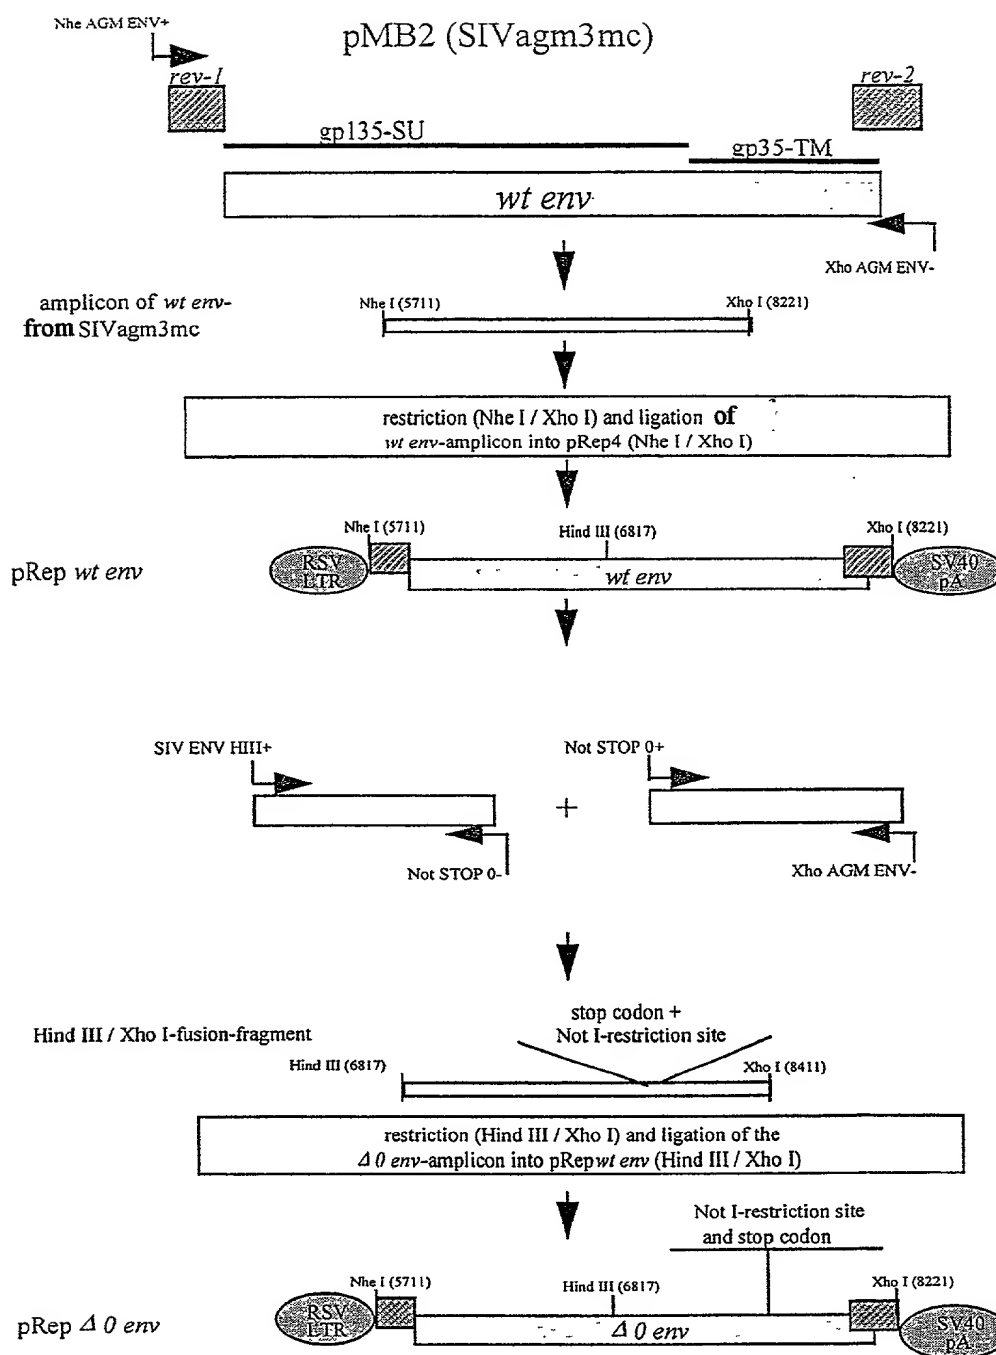 Nhe AGM ENV+
pMB2 (SIVagm3mc)
rev-1
rev-2
gp135-SU
gp35-TM
wt env
Xho AGM ENV-
amplicon of wt env-
from SIVagm3mc
Nhe I (5711)
Xho I (8221)
restriction (Nhe I / Xho I) and ligation of
wt env-amplicon into pRep4 (Nhe I / Xho I)
Nhe I (5711)
Hind III (6817)
Xho I (8221)
pRep wt env
RSV
LTR
wt env
SV40
pA
SIV ENV HIII+
Not STOP 0+
+
Not STOP 0-
Xho AGM ENV-
stop codon +
Hind III / Xho I-fusion-fragment
Not I-restriction site
Hind III (6817)
Xho I (8411)
restriction (Hind III / Xho I) and ligation of the
Δ 0 env-amplicon into pRepwt env (Hind III / Xho I)
Not I-restriction site
and stop codon
Nhe I (5711)
Hind III (6817)
Xho I (8221)
pRep Δ 0 env
RSV
LTR
Δ 0 env
SV40
pA